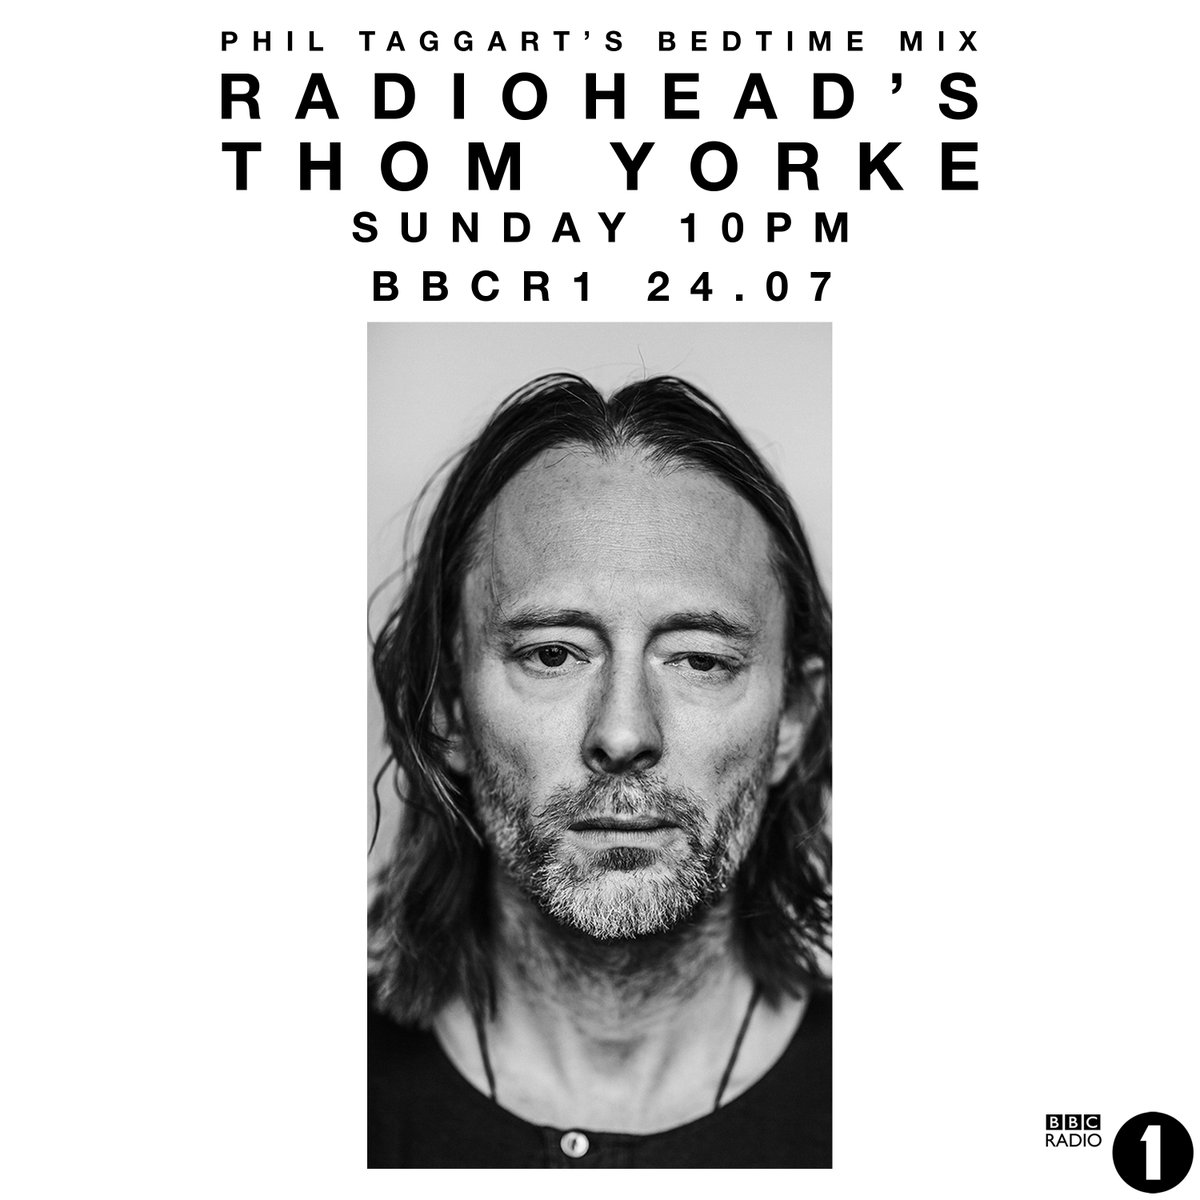 PHIL TAGGART'S BEDTIME MIX
RADIOHEAD'S
THOM YORKE
SUNDAY 10PM
BBCR1 24.07
BBC
RADIO
1